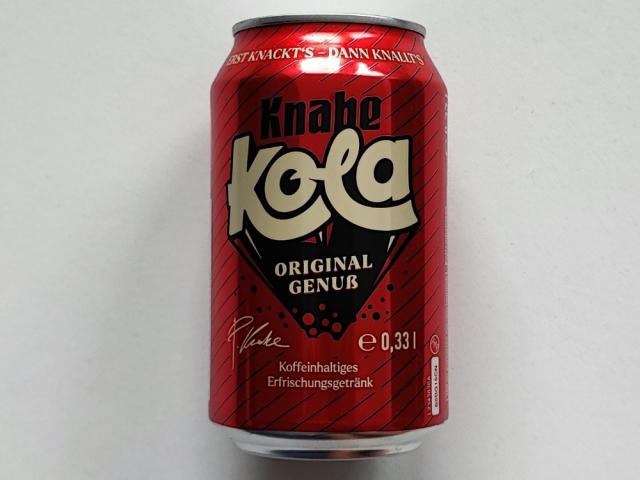 ERST KNACKT'S – DANN KNALLT'S
Knabe
Kola
ORIGINAL
GENUß
℮ 0,33 l
Koffeinhaltiges
Erfrischungsgetränk